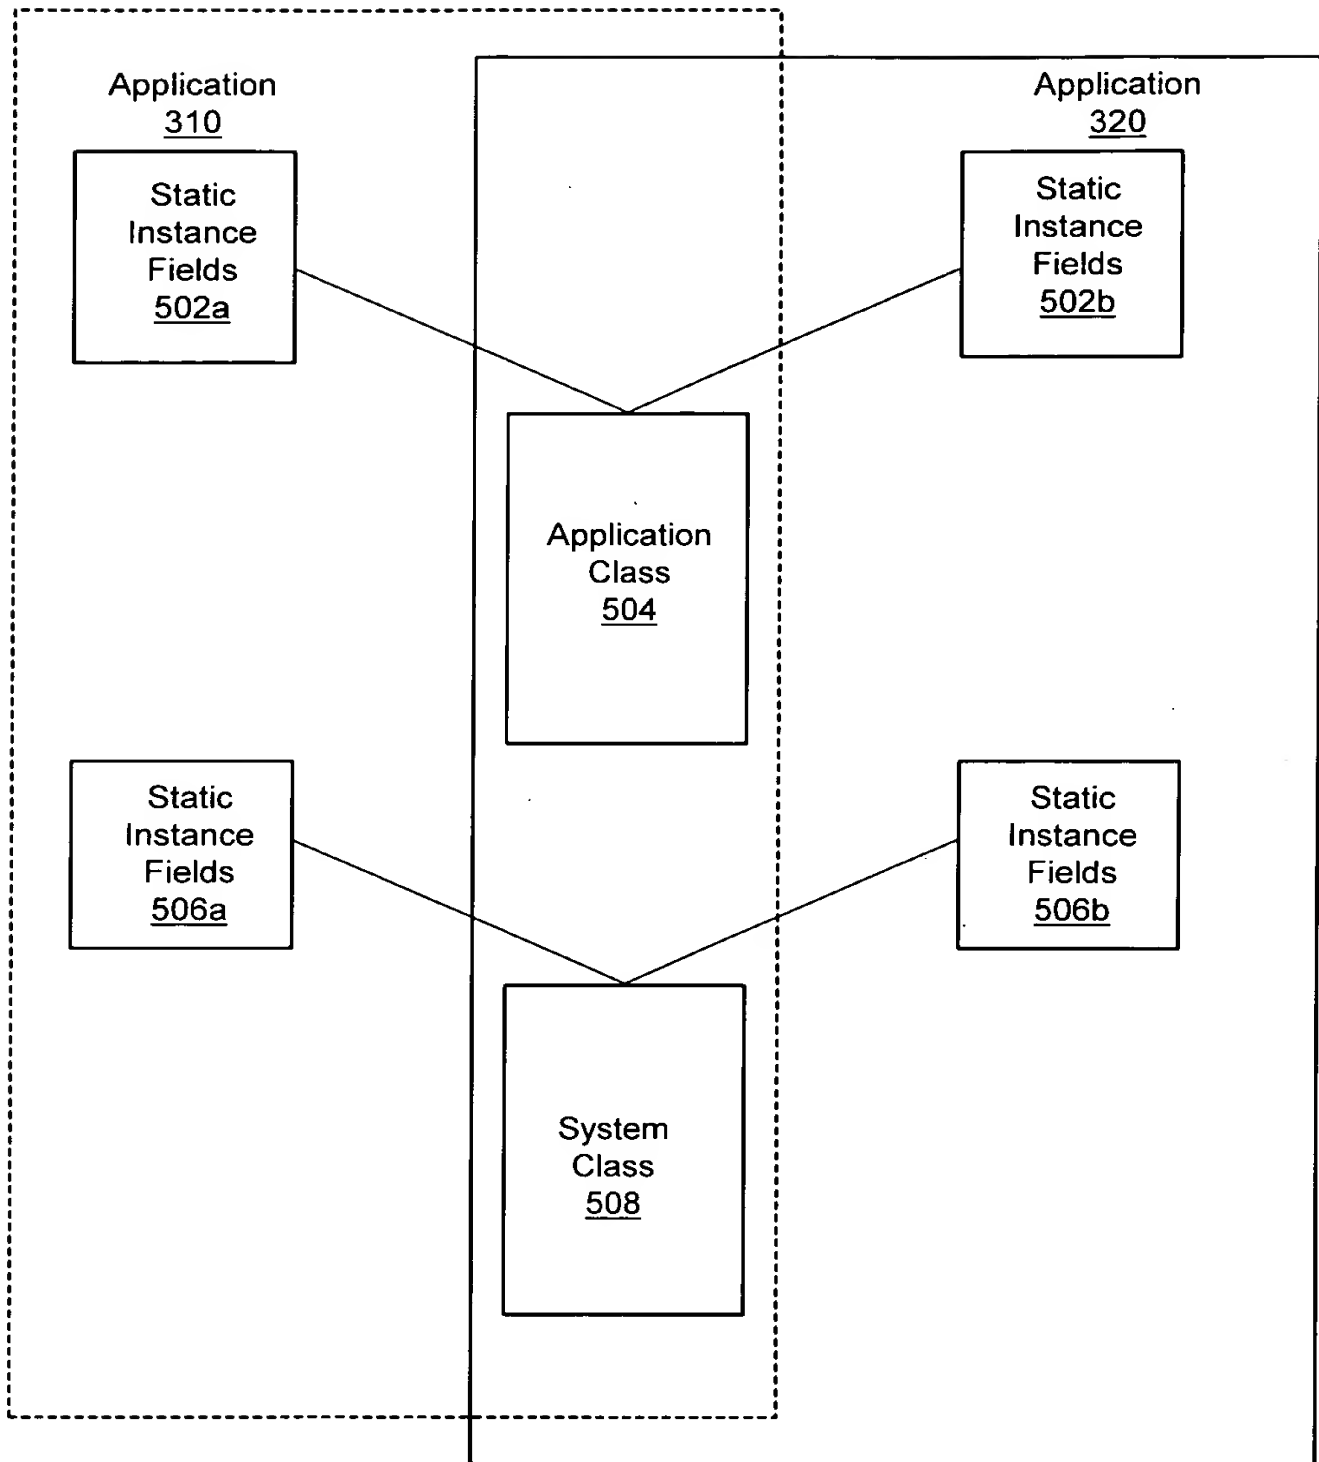 Application
310
Static
Instance
Fields
502a
Application
320
Static
Instance
Fields
502b
Application
Class
504
Static
Instance
Fields
506a
Static
Instance
Fields
506b
System
Class
508